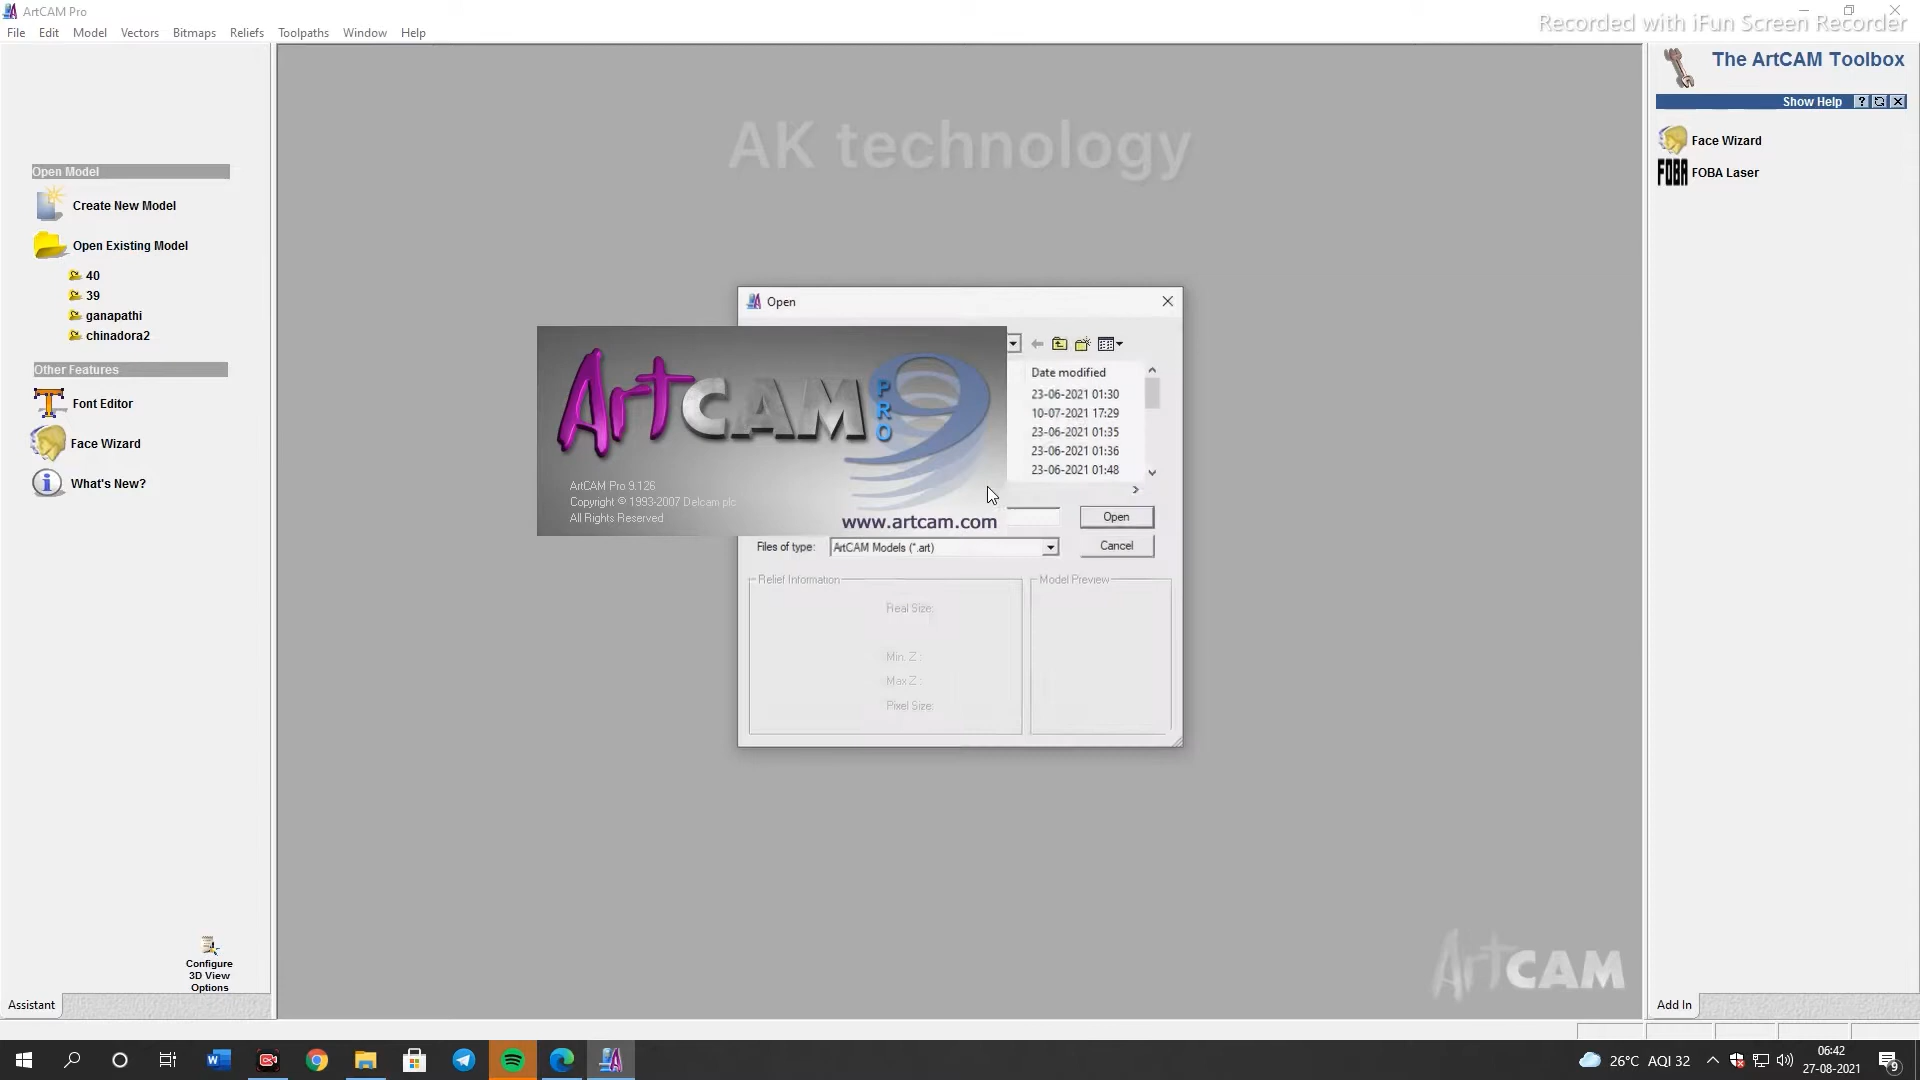 ArtCAM Pro
Recorded with iFun Screen Recorder
File Edit Model Vectors Bitmaps Reliefs Toolpaths Window Help
The ArtCAM Toolbox
Show Help
Face Wizard
FOBA FOBA Laser
AK technology
Open Model
Create New Model
Open Existing Model
40
39
ganapathi
chinadora2
Other Features
Font Editor
Face Wizard
What's New?
Open
Date modified
23-06-2021 01:30
10-07-2021 17:29
23-06-2021 01:35
23-06-2021 01:36
23-06-2021 01:48
ArtCAM PRO 9
ArtCAM Pro 9.126
Copyright © 1993-2007 Delcam plc
All Rights Reserved
www.artcam.com
Open
Files of type: ArtCAM Models (*.art) Cancel
Relief Information Model Preview
Real Size:
Min. Z :
Max Z :
Pixel Size:
Configure
3D View
Options
ArtCAM
Assistant
Add In
26°C AQI 32
06:42
27-08-2021
9